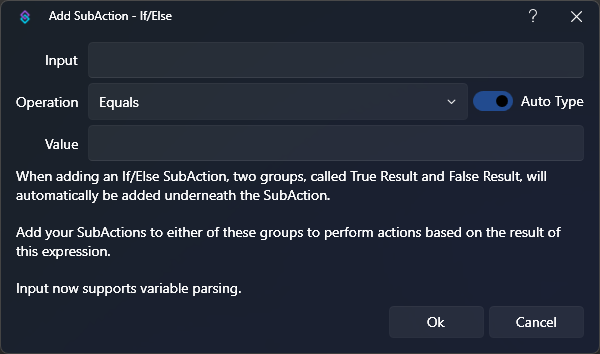 Add SubAction - If/Else
?
Input
Operation Equals Auto Type
Value
When adding an If/Else SubAction, two groups, called True Result and False Result, will
automatically be added underneath the SubAction.
Add your SubActions to either of these groups to perform actions based on the result of
this expression.
Input now supports variable parsing.
Ok Cancel